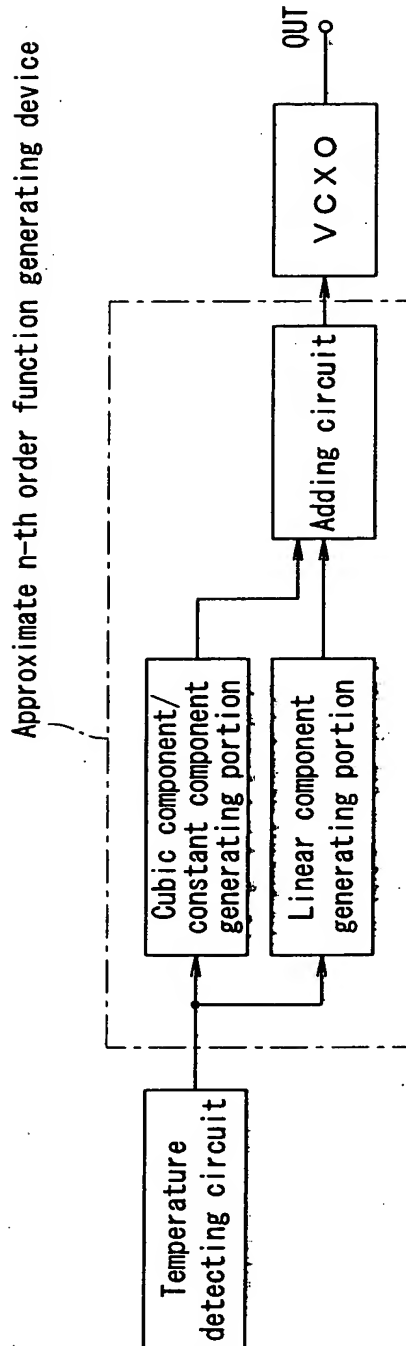 Approximate n-th order function generating device
Temperature
detecting circuit
Cubic component/
constant component
generating portion
Linear component
generating portion
Adding circuit
VCXO
OUT